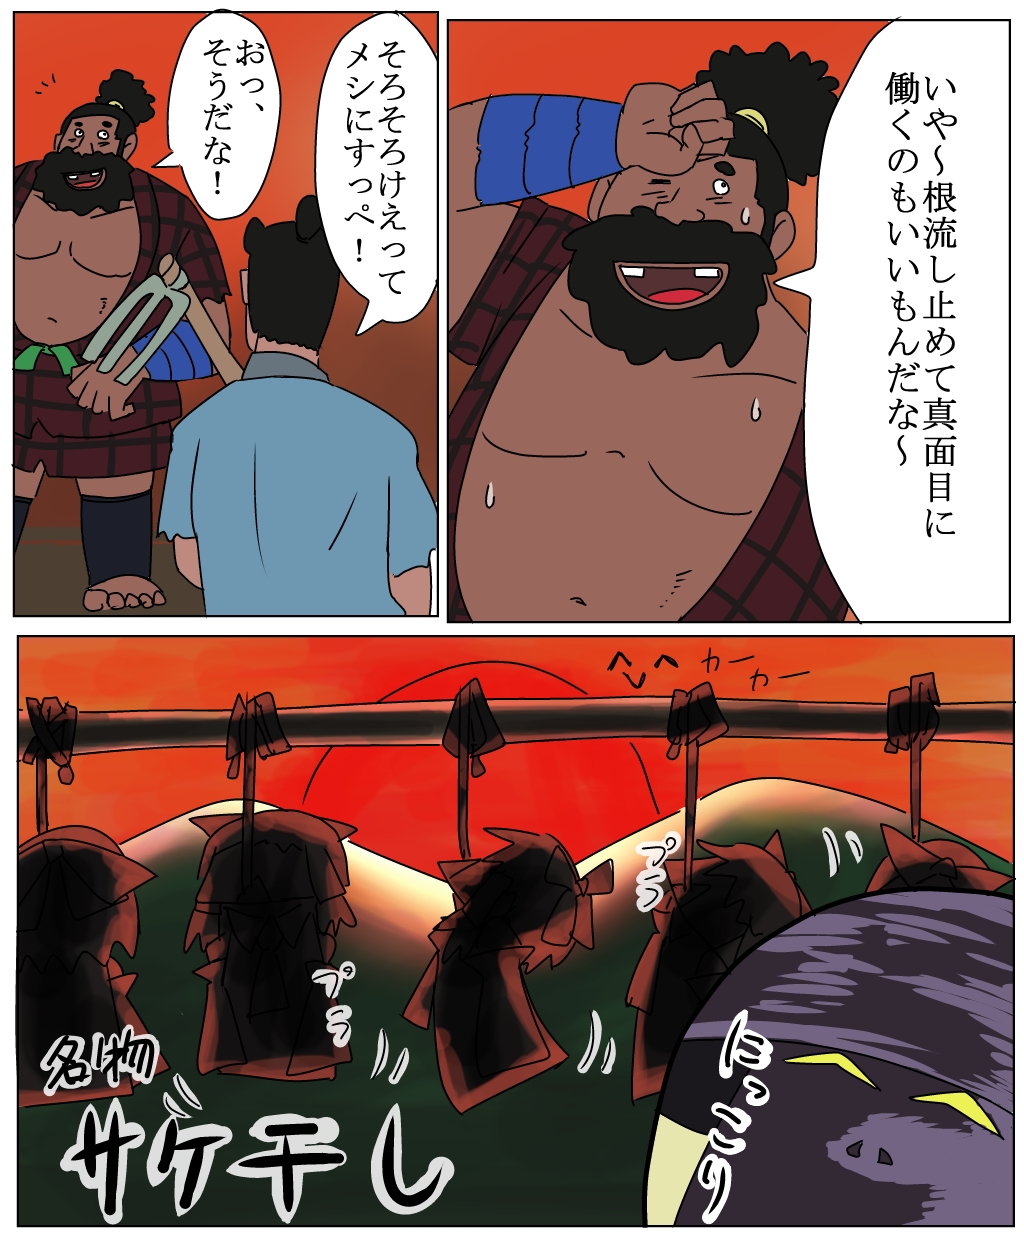 いや〜根流し止めて真面目に
働くのもいいもんだな〜
そろそろけえって
メシにすっぺ！
おっ、
そうだな！
カー
カー
プラ
プラ
名物
サケ干し
にっこり